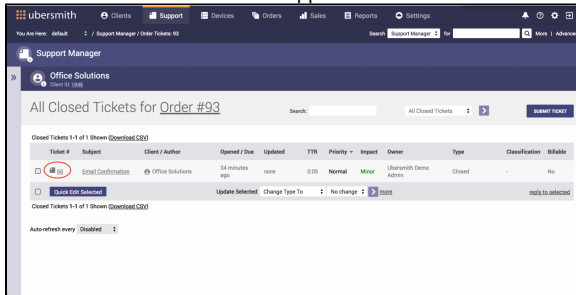 ubersmith Clients Support Devices Orders Sales Reports Settings
You Are Here: default / Support Manager / Order Tickets: 93 Search Support Manager for More | Advance
Support Manager
Office Solutions
Client ID: 1048
All Closed Tickets for Order #93 Search: All Closed Tickets SUBMIT TICKET
Closed Tickets 1-1 of 1 Shown (Download CSV)
Ticket # Subject Client / Author Opened / Due Updated TTR Priority Impact Owner Type Classification Billable
66 Email Confirmation Office Solutions 34 minutes ago none 0:05 Normal Minor Ubersmith Demo Admin Closed - No
Quick Edit Selected Update Selected Change Type To No change more reply to selected
Closed Tickets 1-1 of 1 Shown (Download CSV)
Auto-refresh every Disabled